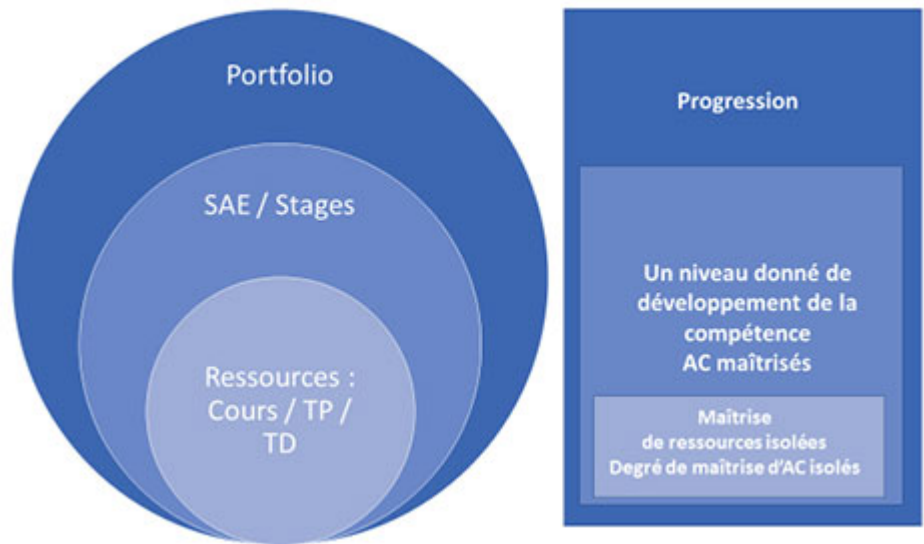 Portfolio
SAE / Stages
Ressources :
Cours / TP /
TD
Progression
Un niveau donné de
développement de la
compétence
AC maîtrisés
Maîtrise
de ressources isolées
Degré de maîtrise d'AC isolés